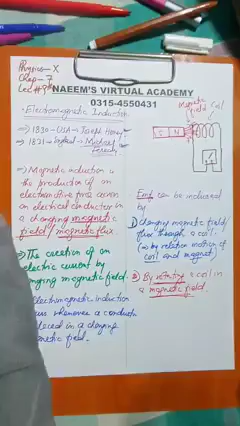 Physics-X
Chap-7
Lec#9th
NAEEM'S VIRTUAL ACADEMY
0315-4550431
Magnetic
field coil
Electromagnetic Induction
→ 1830 - USA → Joseph Henry
→ 1831 → England → Michael
Faraday
S N
→ Magnetic induction is
the production of an
electromotive force across
an electrical conductor in
a changing magnetic
field/magnetic flux.
→ The creation of an
electric current by
changing magnetic field.
Electromagnetic induction
whenever a conductor
placed in a changing
magnetic field.
Emf can be induced
by
1) changing magnetic field/
flux through a coil.
(or by relative motion of
coil and magnet)
2) By rotating a coil in
a magnetic field.